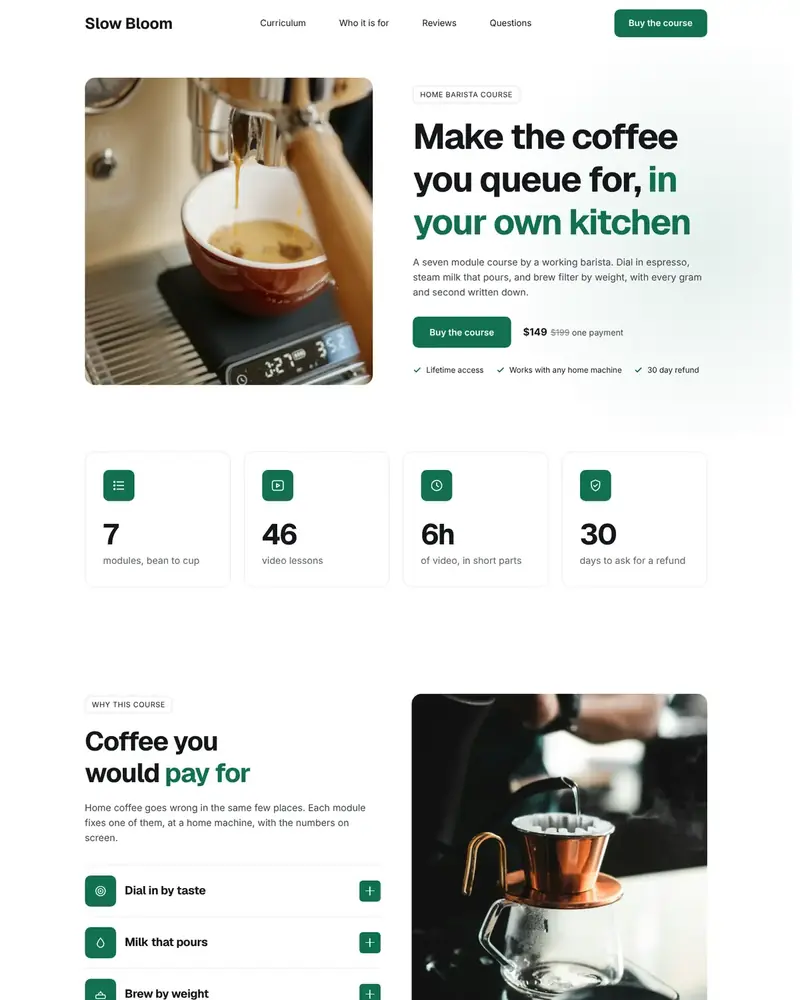 Slow Bloom
Curriculum
Who it is for
Reviews
Questions
Buy the course
HOME BARISTA COURSE
Make the coffee
you queue for, in
your own kitchen
A seven module course by a working barista. Dial in espresso,
steam milk that pours, and brew filter by weight, with every gram
and second written down.
Buy the course
$149 $199 one payment
Lifetime access
Works with any home machine
30 day refund
7
modules, bean to cup
46
video lessons
6h
of video, in short parts
30
days to ask for a refund
WHY THIS COURSE
Coffee you
would pay for
Home coffee goes wrong in the same few places. Each module
fixes one of them, at a home machine, with the numbers on
screen.
Dial in by taste
Milk that pours
Brew by weight